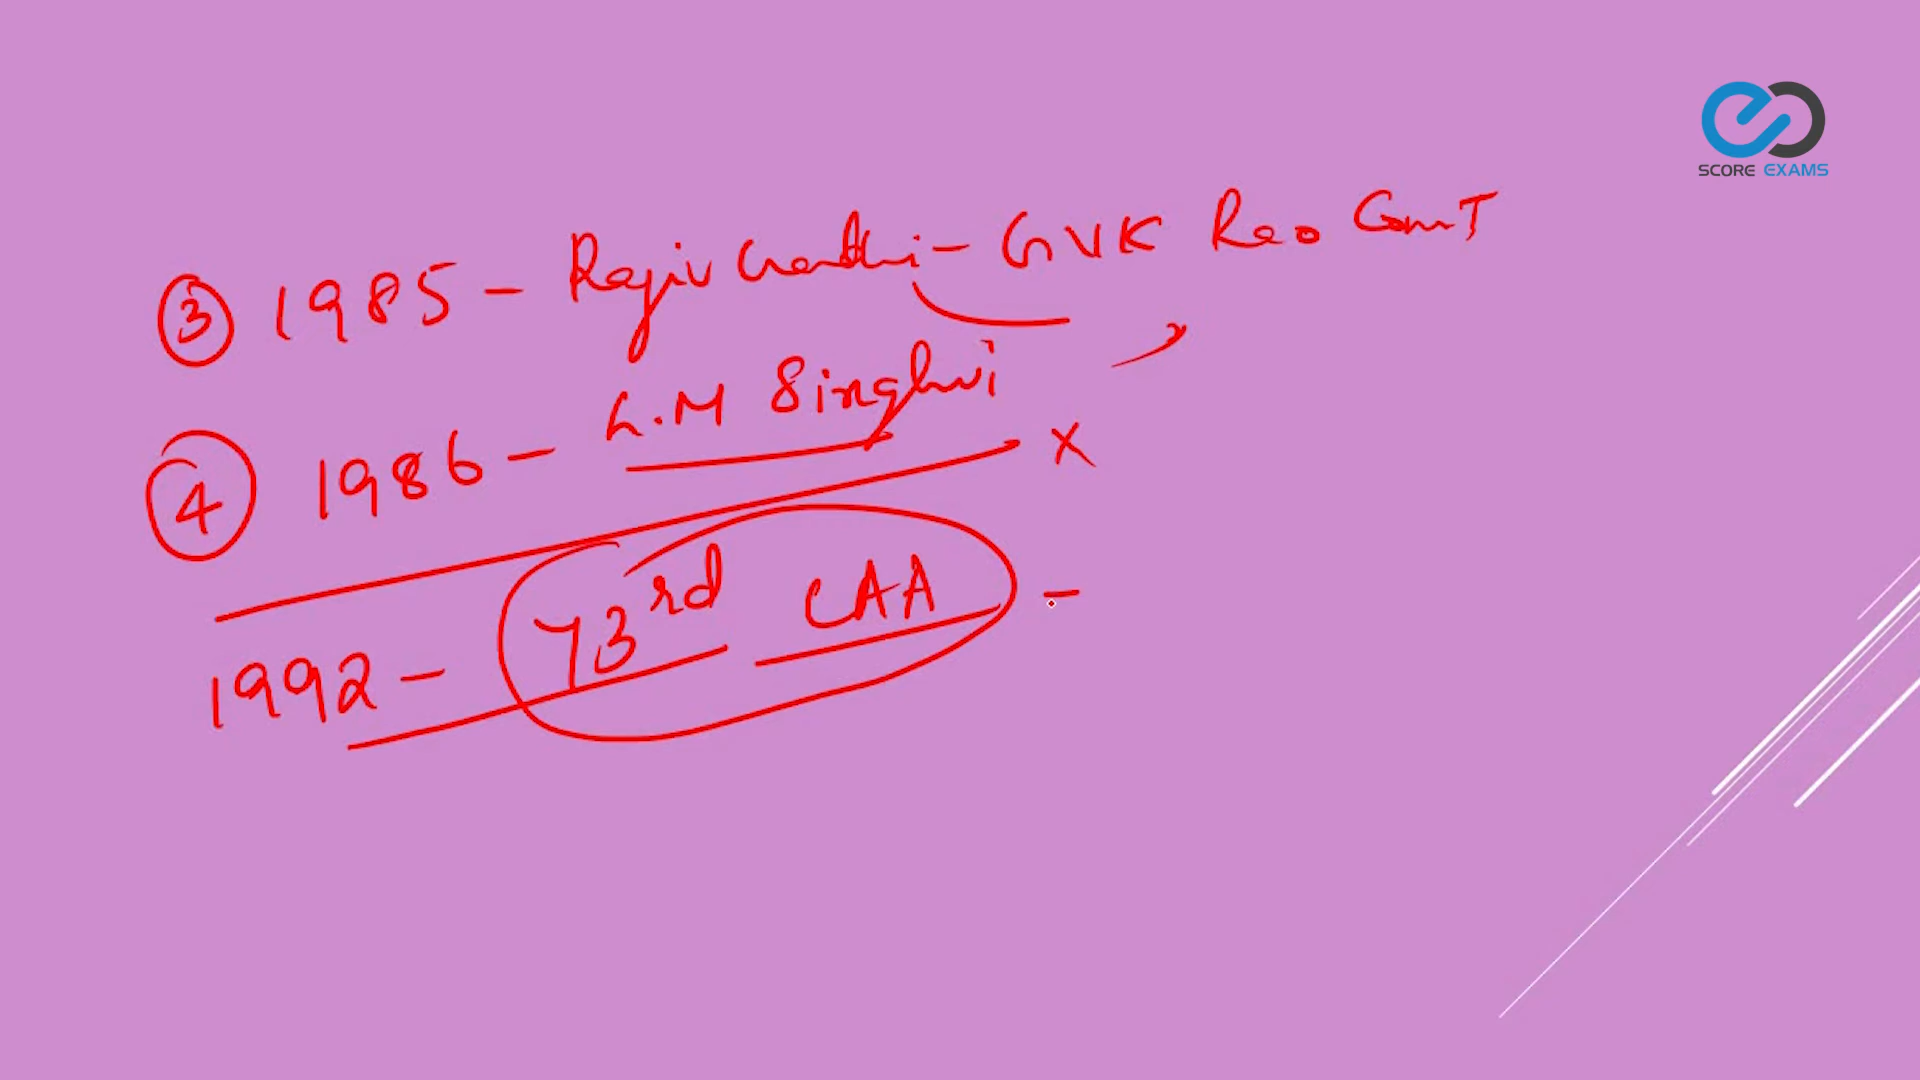 SCORE EXAMS
③ 1985 - Rajiv Gandhi - GVK Rao Comt
④ 1986 - L.M Singhvi
x
1992 - 73rd CAA -